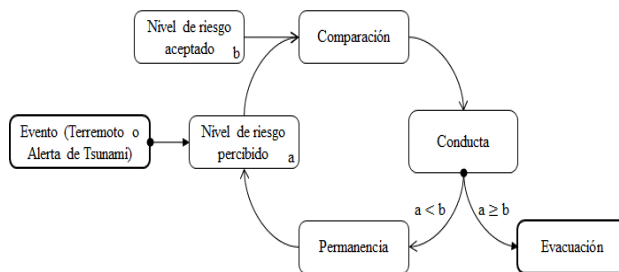 Nivel de riesgo
aceptado
b
Comparación
Evento (Terremoto o
Alerta de Tsunami)
Nivel de riesgo
percibido
a
Conducta
a < b
a ≥ b
Permanencia
Evacuación